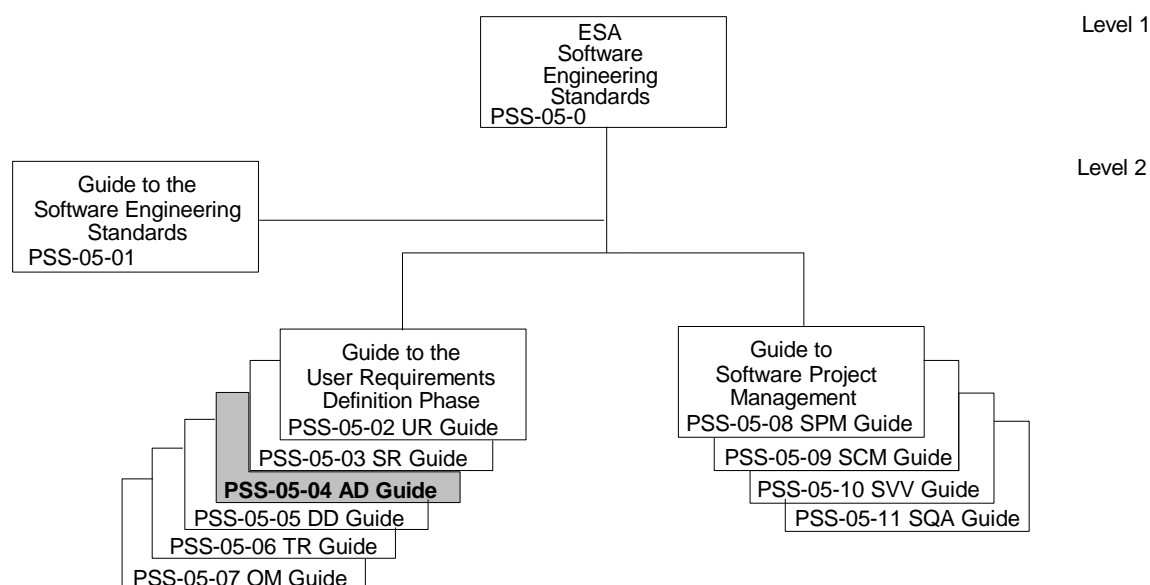 Level 1
ESA
Software
Engineering
Standards
PSS-05-0
Level 2
Guide to the
Software Engineering
Standards
PSS-05-01
Guide to the
User Requirements
Definition Phase
PSS-05-02 UR Guide
PSS-05-03 SR Guide
PSS-05-04 AD Guide
PSS-05-05 DD Guide
PSS-05-06 TR Guide
PSS-05-07 OM Guide
Guide to
Software Project
Management
PSS-05-08 SPM Guide
PSS-05-09 SCM Guide
PSS-05-10 SVV Guide
PSS-05-11 SQA Guide